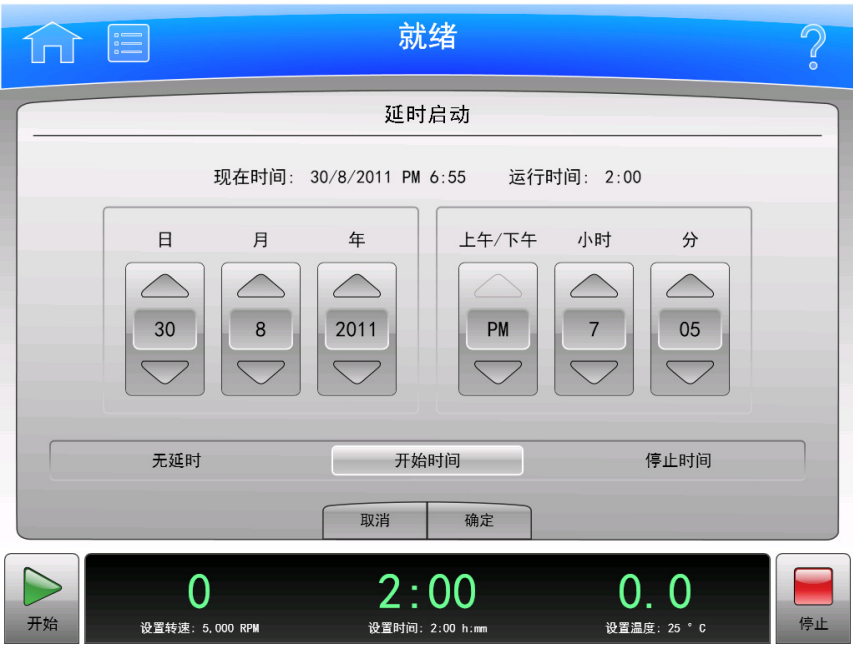 就绪
延时启动
现在时间: 30/8/2011 PM 6:55 运行时间: 2:00
日 月 年 上午/下午 小时 分
30 8 2011 PM 7 05
无延时 开始时间 停止时间
取消 确定
0 2:00 0.0
开始 设置转速: 5,000 RPM 设置时间: 2:00 h:mm 设置温度: 25 ° C 停止